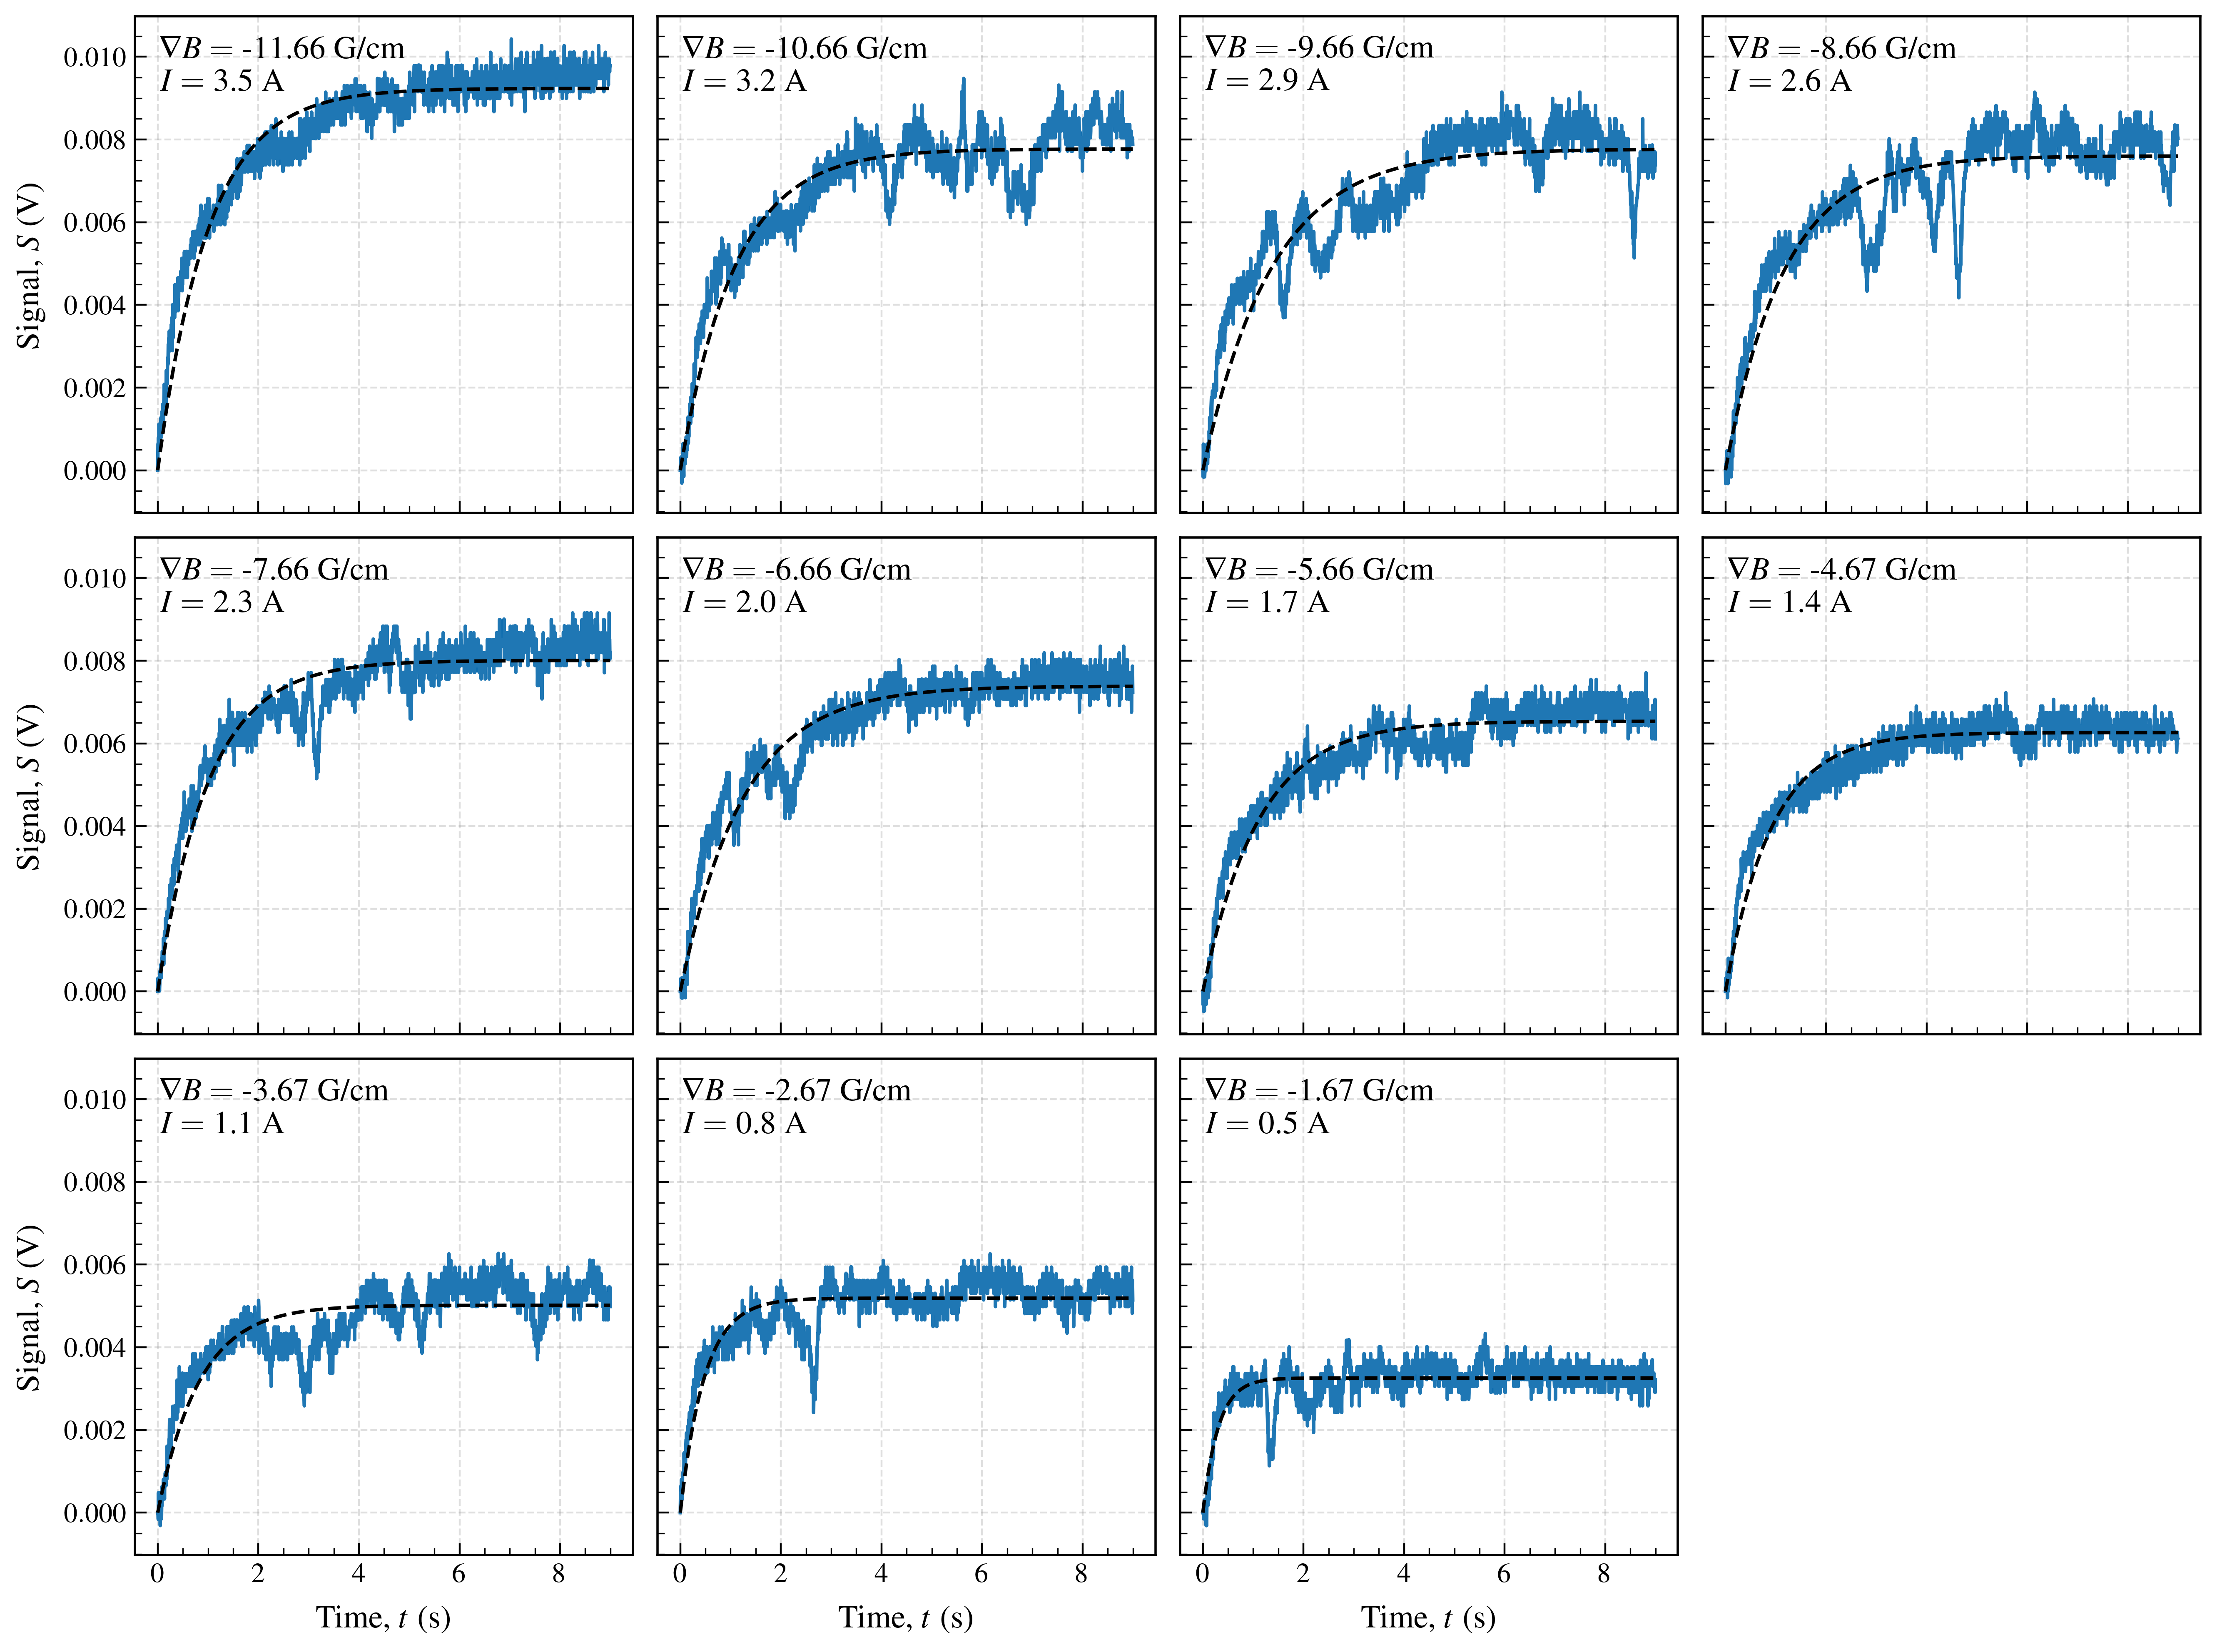 ∇B = -11.66 G/cm
I = 3.5 A
∇B = -10.66 G/cm
I = 3.2 A
∇B = -9.66 G/cm
I = 2.9 A
∇B = -8.66 G/cm
I = 2.6 A
0.010
0.008
0.006
0.004
0.002
0.000
Signal, S (V)
∇B = -7.66 G/cm
I = 2.3 A
∇B = -6.66 G/cm
I = 2.0 A
∇B = -5.66 G/cm
I = 1.7 A
∇B = -4.67 G/cm
I = 1.4 A
0.010
0.008
0.006
0.004
0.002
0.000
Signal, S (V)
∇B = -3.67 G/cm
I = 1.1 A
∇B = -2.67 G/cm
I = 0.8 A
∇B = -1.67 G/cm
I = 0.5 A
0.010
0.008
0.006
0.004
0.002
0.000
Signal, S (V)
0 2 4 6 8
0 2 4 6 8
0 2 4 6 8
Time, t (s)
Time, t (s)
Time, t (s)